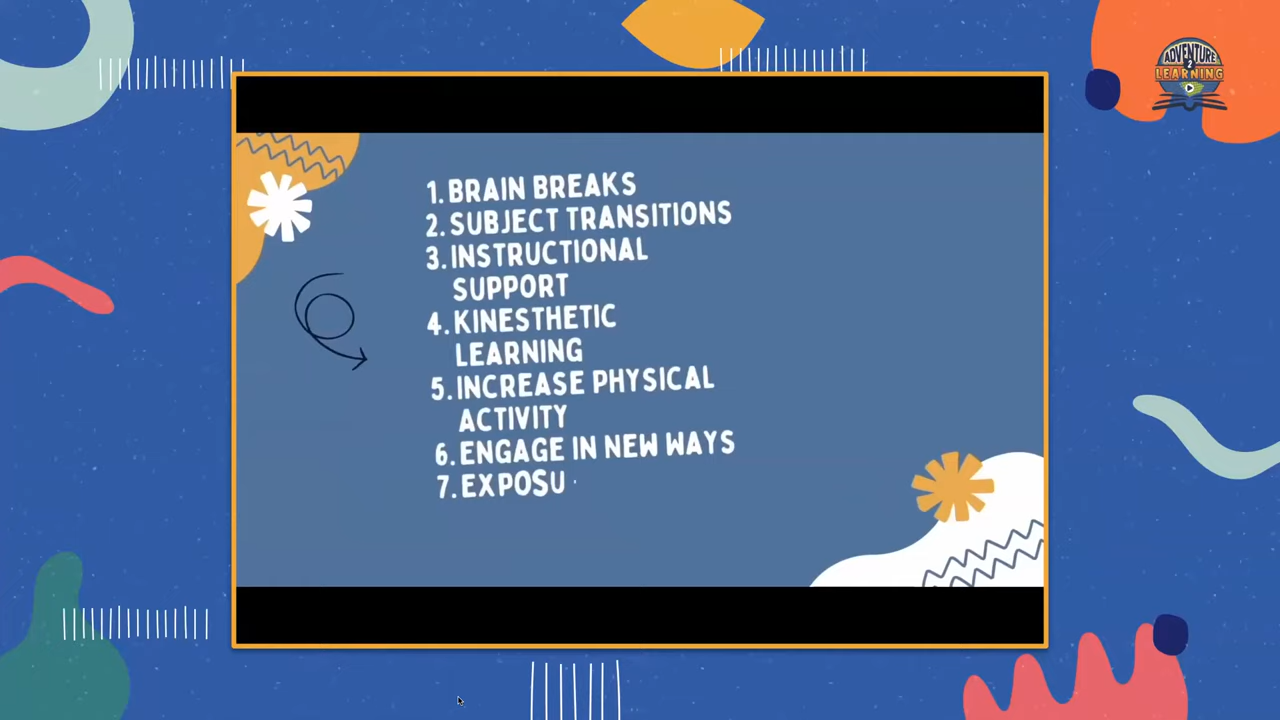 ADVENTURE
2
LEARNING
1. BRAIN BREAKS
2. SUBJECT TRANSITIONS
3. INSTRUCTIONAL
SUPPORT
4. KINESTHETIC
LEARNING
5. INCREASE PHYSICAL
ACTIVITY
6. ENGAGE IN NEW WAYS
7. EXPOSU